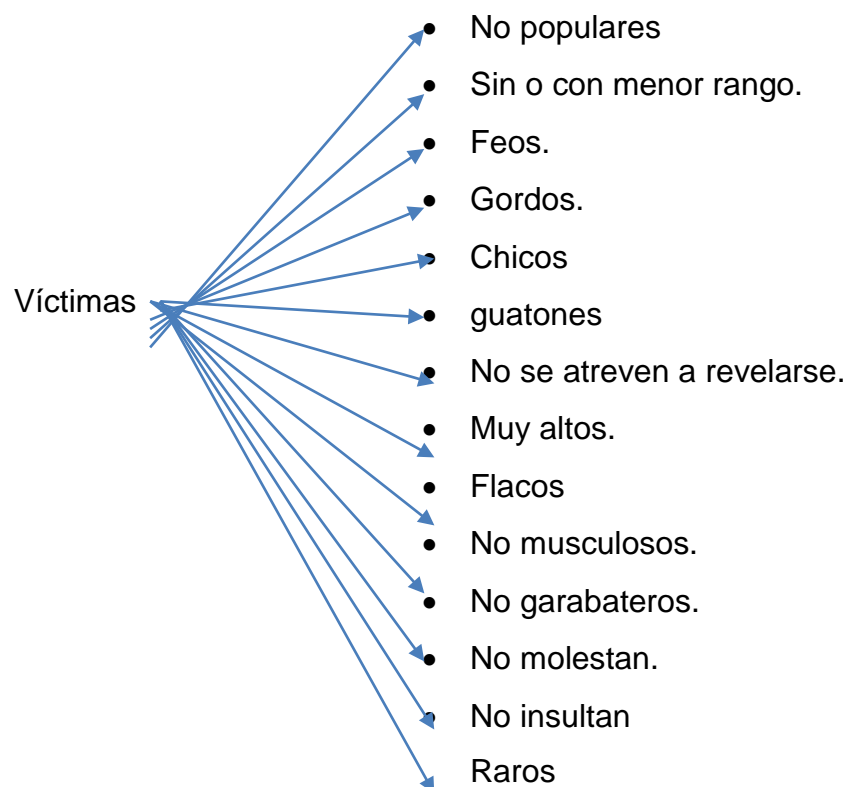 • No populares
• Sin o con menor rango.
• Feos.
• Gordos.
• Chicos
Víctimas
• guatones
• No se atreven a revelarse.
• Muy altos.
• Flacos
• No musculosos.
• No garabateros.
• No molestan.
• No insultan
Raros